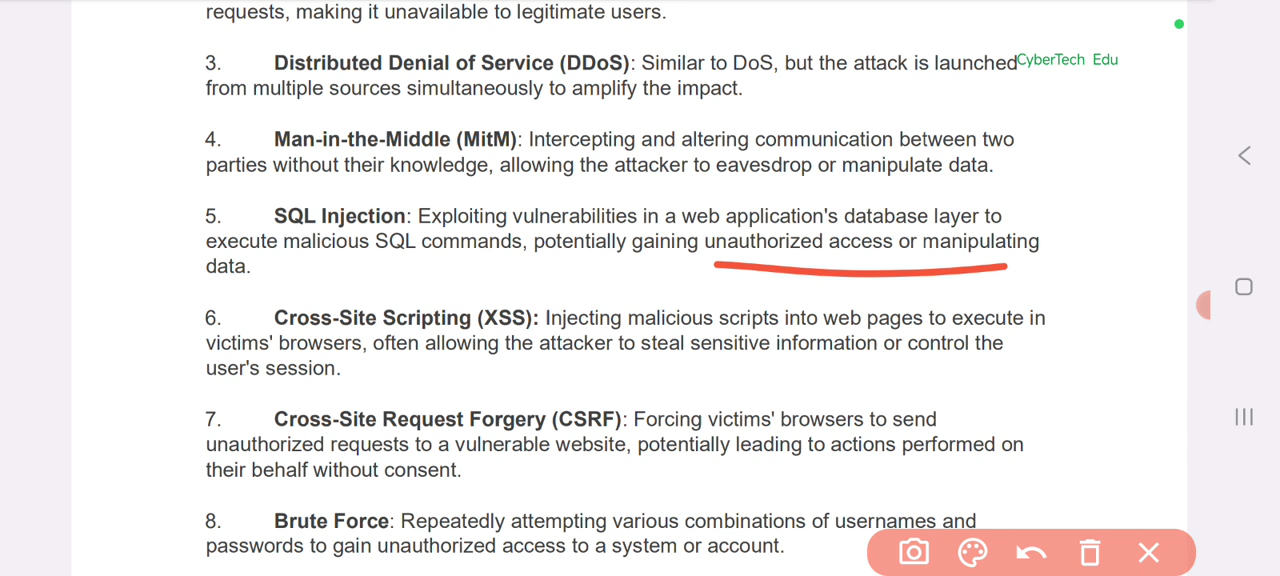 requests, making it unavailable to legitimate users.
3. Distributed Denial of Service (DDoS): Similar to DoS, but the attack is launched
CyberTech Edu
from multiple sources simultaneously to amplify the impact.
4. Man-in-the-Middle (MitM): Intercepting and altering communication between two
parties without their knowledge, allowing the attacker to eavesdrop or manipulate data.
5. SQL Injection: Exploiting vulnerabilities in a web application's database layer to
execute malicious SQL commands, potentially gaining unauthorized access or manipulating
data.
6. Cross-Site Scripting (XSS): Injecting malicious scripts into web pages to execute in
victims' browsers, often allowing the attacker to steal sensitive information or control the
user's session.
7. Cross-Site Request Forgery (CSRF): Forcing victims' browsers to send
unauthorized requests to a vulnerable website, potentially leading to actions performed on
their behalf without consent.
8. Brute Force: Repeatedly attempting various combinations of usernames and
passwords to gain unauthorized access to a system or account.